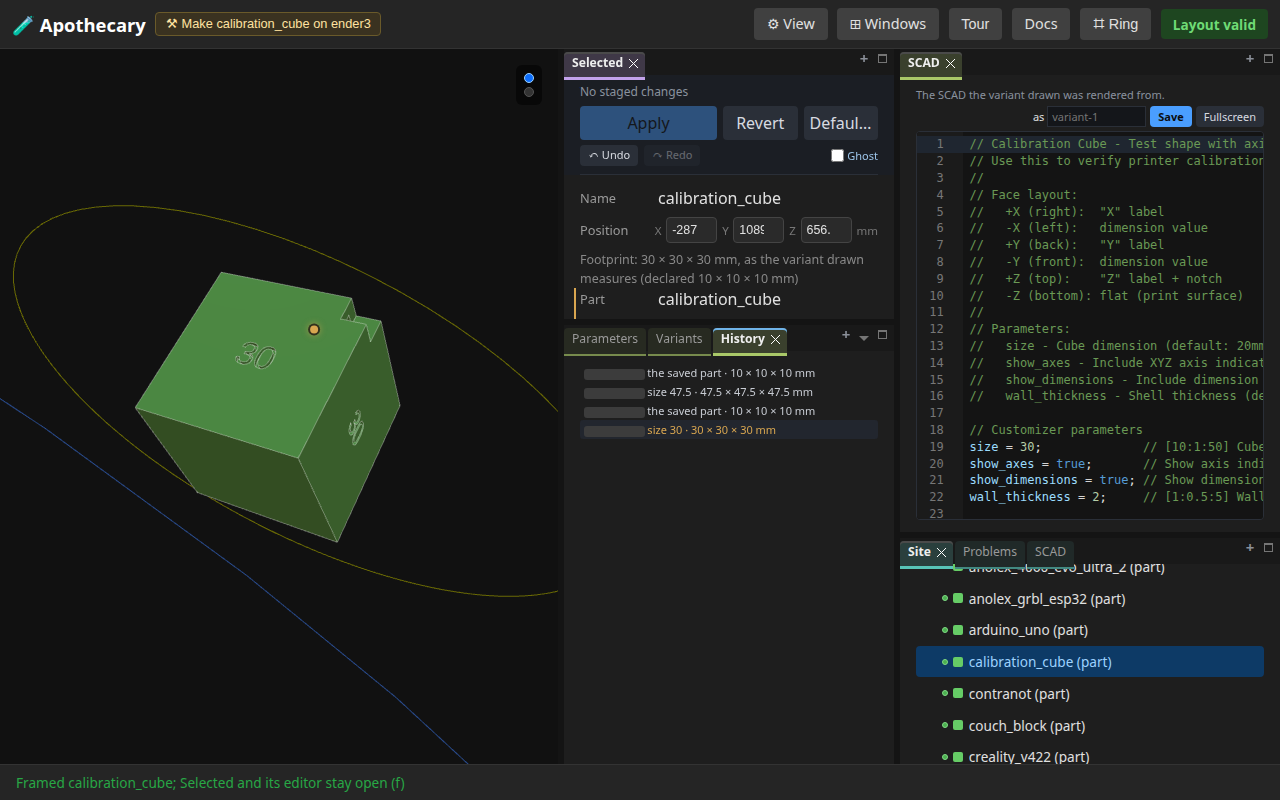 Apothecary
Make calibration_cube on ender3
View
Windows
Tour
Docs
Ring
Layout valid
Selected
No staged changes
Apply
Revert
Defaul...
Undo
Redo
Ghost
Name calibration_cube
Position X -287 Y 1089 Z 656. mm
Footprint: 30 × 30 × 30 mm, as the variant drawn
measures (declared 10 × 10 × 10 mm)
Part calibration_cube
30
Parameters
Variants
History
the saved part · 10 × 10 × 10 mm
size 47.5 · 47.5 × 47.5 × 47.5 mm
the saved part · 10 × 10 × 10 mm
size 30 · 30 × 30 × 30 mm
SCAD
The SCAD the variant drawn was rendered from.
as variant-1 Save Fullscreen
1 // Calibration Cube - Test shape with axi
2 // Use this to verify printer calibration
3 //
4 // Face layout:
5 //   +X (right):  "X" label
6 //   -X (left):   dimension value
7 //   +Y (back):   "Y" label
8 //   -Y (front):  dimension value
9 //   +Z (top):    "Z" label + notch
10 //   -Z (bottom): flat (print surface)
11 //
12 // Parameters:
13 //   size - Cube dimension (default: 20mm
14 //   show_axes - Include XYZ axis indicat
15 //   show_dimensions - Include dimension
16 //   wall_thickness - Shell thickness (de
17
18 // Customizer parameters
19 size = 30;              // [10:1:50] Cube
20 show_axes = true;       // Show axis indi
21 show_dimensions = true; // Show dimension
22 wall_thickness = 2;     // [1:0.5:5] Wall
23
Site
Problems
SCAD
anolex_4060_evo_ultra_2 (part)
anolex_grbl_esp32 (part)
arduino_uno (part)
calibration_cube (part)
contranot (part)
couch_block (part)
creality_v422 (part)
Framed calibration_cube; Selected and its editor stay open (f)